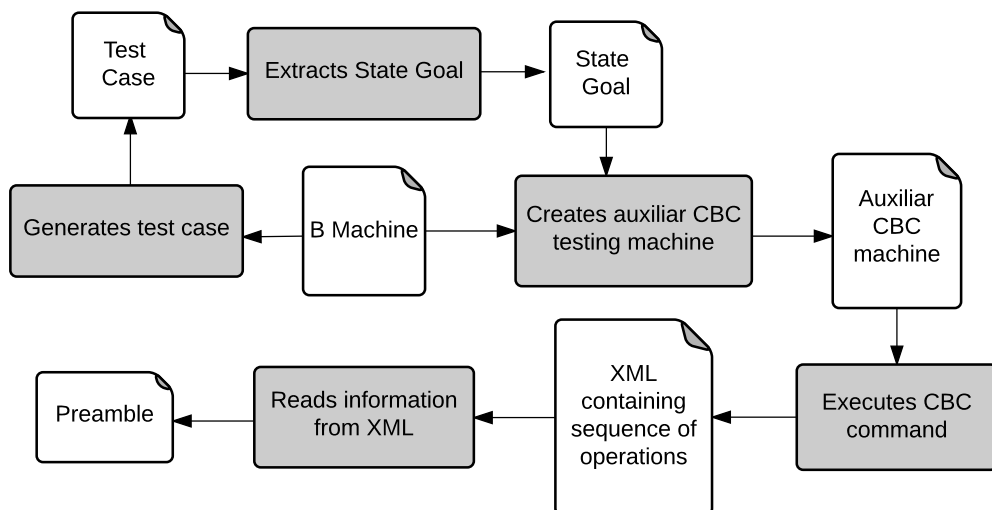 Test
Case
Extracts State Goal
State
Goal
Generates test case
B Machine
Creates auxiliar CBC
testing machine
Auxiliar
CBC
machine
Preamble
Reads information
from XML
XML
containing
sequence of
operations
Executes CBC
command